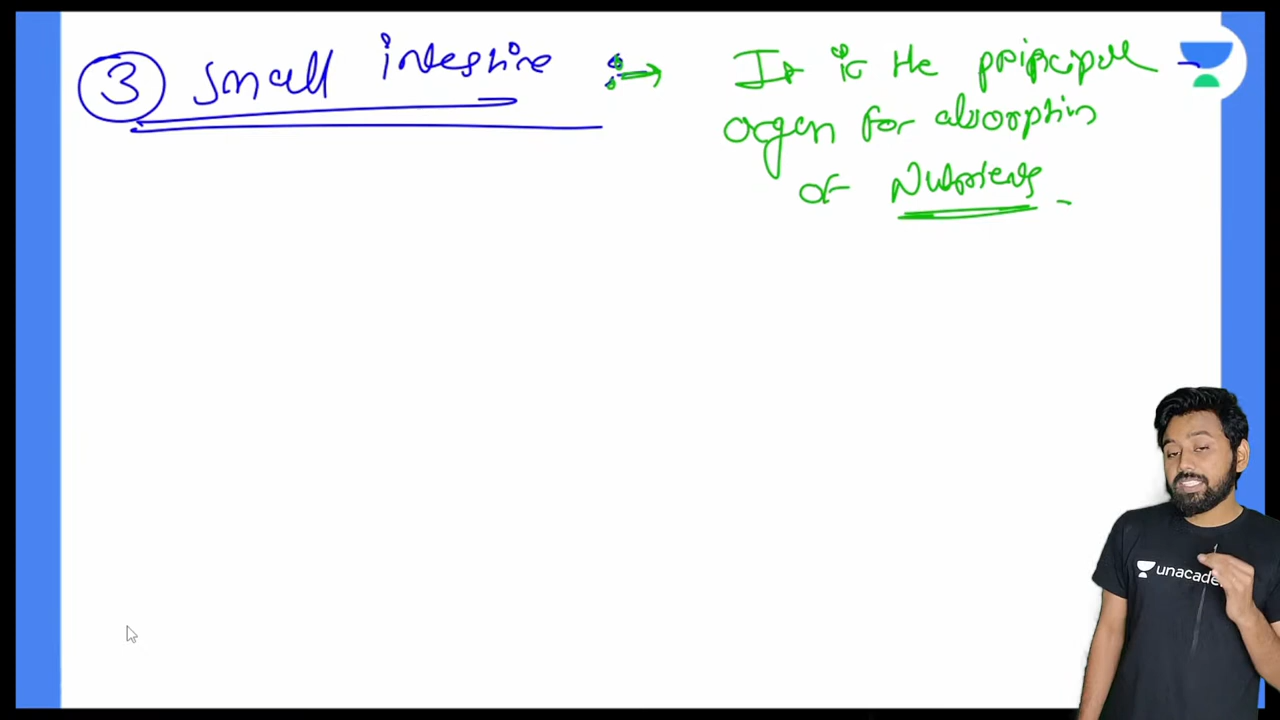 3 Small intestine :→ It is the principal
organ for absorption
of Nutrients.
unacade